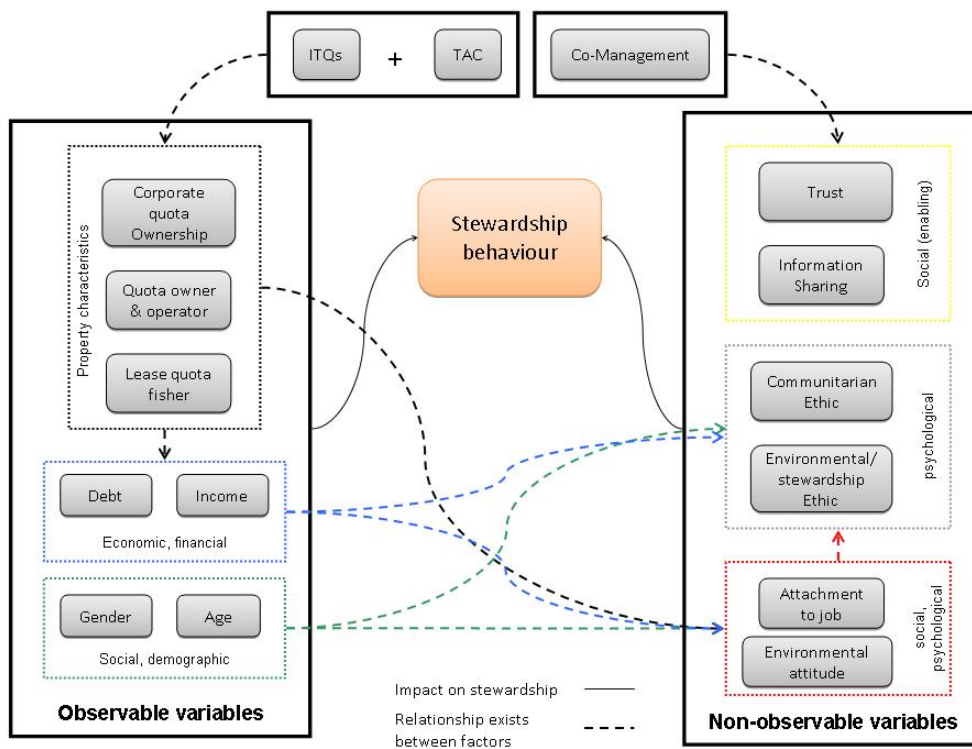 ITQs
+
TAC
Co-Management
Property characteristics
Corporate
quota
Ownership
Quota owner
& operator
Lease quota
fisher
Debt
Income
Economic, financial
Gender
Age
Social, demographic
Observable variables
Stewardship
behaviour
Impact on stewardship
Relationship exists
between factors
Trust
Information
Sharing
Social (enabling)
Communitarian
Ethic
Environmental/
stewardship
Ethic
psychological
Attachment
to job
Environmental
attitude
social,
psychological
Non-observable variables